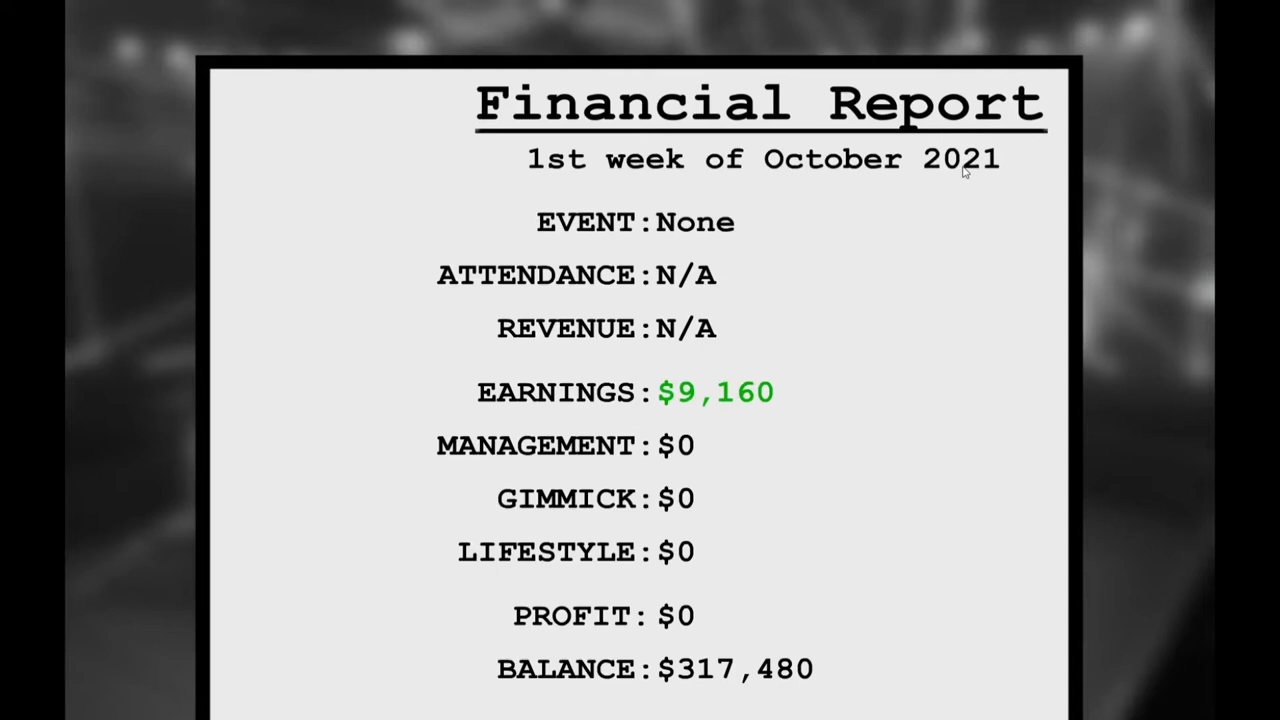 Financial Report
1st week of October 2021
EVENT:None
ATTENDANCE:N/A
REVENUE:N/A
EARNINGS:$9,160
MANAGEMENT:$0
GIMMICK:$0
LIFESTYLE:$0
PROFIT:$0
BALANCE:$317,480